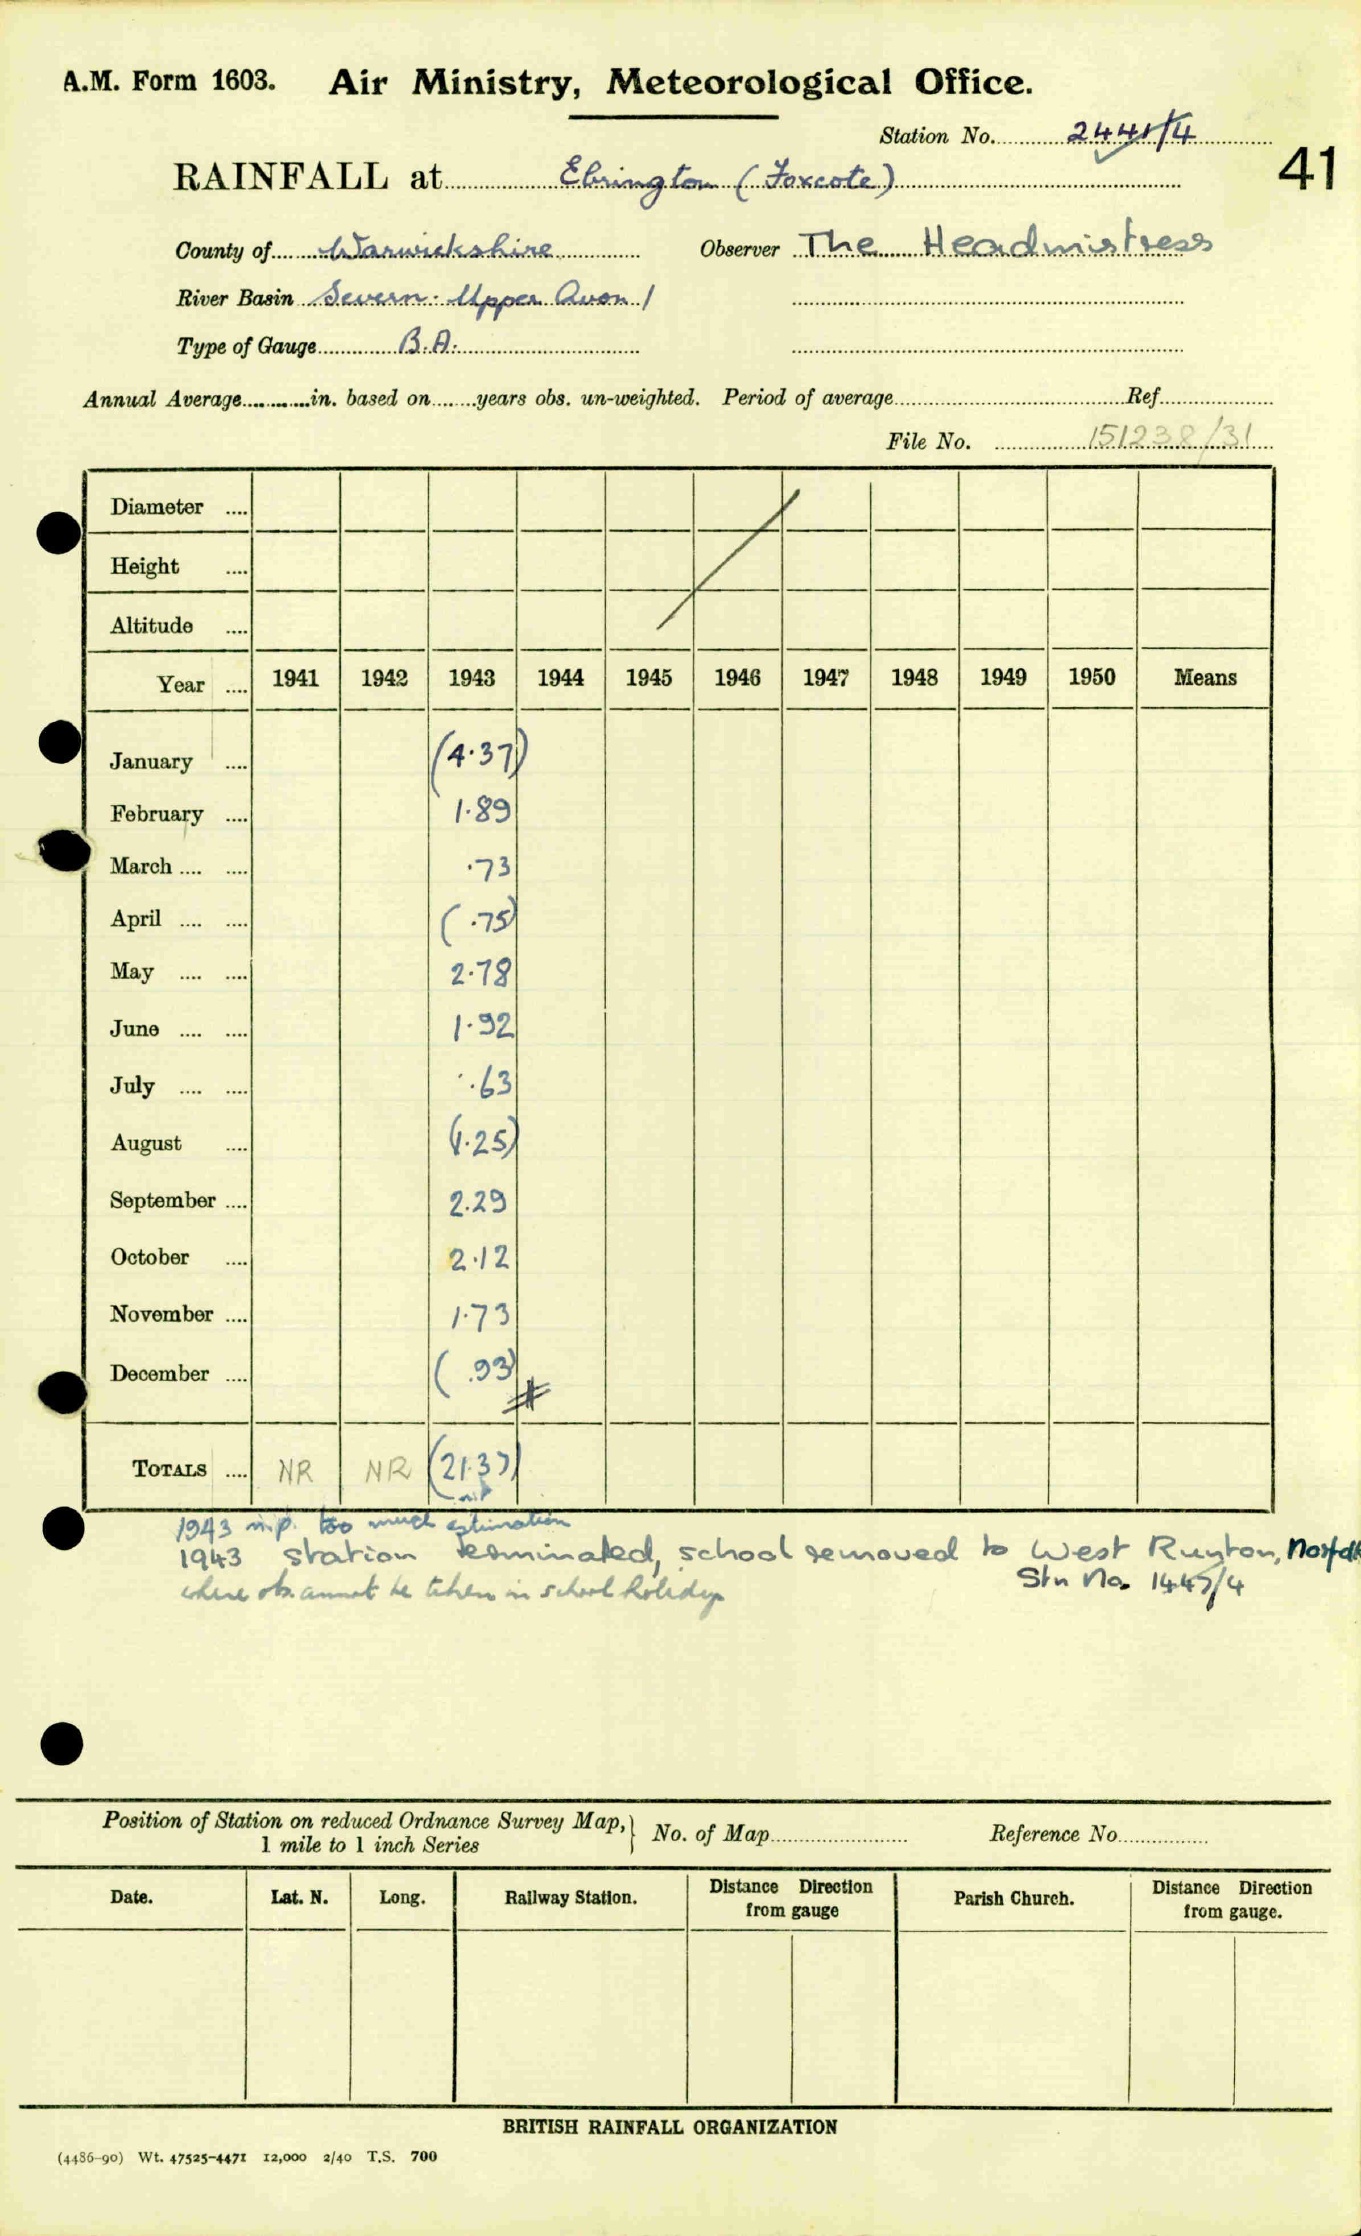 A.M. Form 1603. Air Ministry, Meteorological Office.
Station No. 2441/4
41
RAINFALL at Ebrington (Foxcote)
County of Warwickshire Observer The Headmistress
River Basin Severn. Upper Avon 1
Type of Gauge B.A.
Annual Average in. based on years obs. un-weighted. Period of average Ref
File No. 151238/31
Diameter ....
Height ....
Altitude ....
Year .... 1941 1942 1943 1944 1945 1946 1947 1948 1949 1950 Means
January .... (4.37)
February .... 1.89
March .... .... .73
April .... .... (.75)
May .... .... 2.78
June .... .... 1.92
July .... .... .63
August .... (1.25)
September .... 2.29
October .... 2.12
November .... 1.73
December .... (.93)
TOTALS .... NR NR (21.37)
n.p.
1943 n.p. too much estimation
1943 station terminated, school removed to West Runton, Norfolk
Stn No. 1447/4
where obs. cannot be taken in school holidays
Position of Station on reduced Ordnance Survey Map, } No. of Map Reference No.
1 mile to 1 inch Series
Date. Lat. N. Long. Railway Station. Distance Direction from gauge Parish Church. Distance Direction from gauge.
BRITISH RAINFALL ORGANIZATION
(4486-90) Wt. 47525-4471 12,000 2/40 T.S. 700